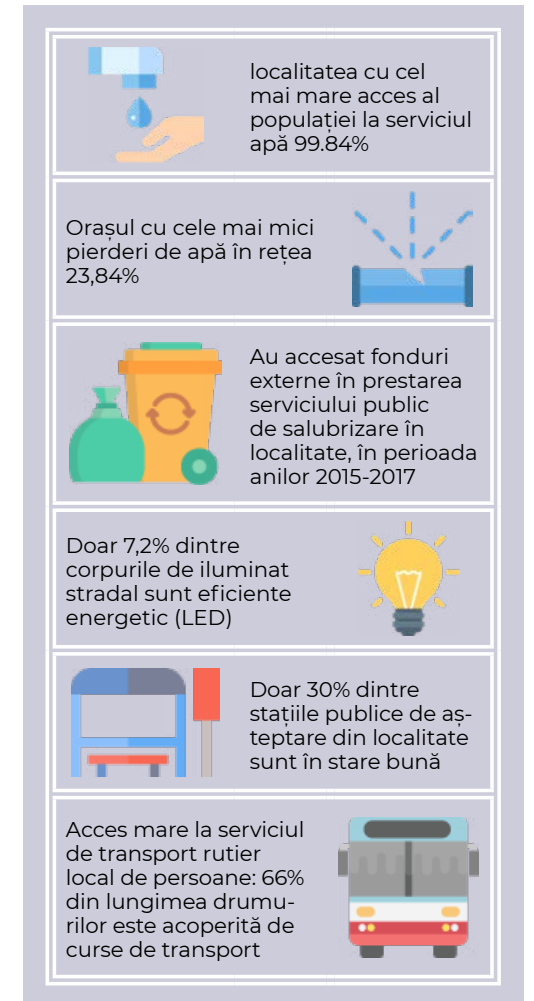 localitatea cu cel
mai mare acces al
populației la serviciul
apă 99.84%
Orașul cu cele mai mici
pierderi de apă în rețea
23,84%
Au accesat fonduri
externe în prestarea
serviciului public
de salubrizare în
localitate, în perioada
anilor 2015-2017
Doar 7,2% dintre
corpurile de iluminat
stradal sunt eficiente
energetic (LED)
Doar 30% dintre
stațiile publice de aș-
teptare din localitate
sunt în stare bună
Acces mare la serviciul
de transport rutier
local de persoane: 66%
din lungimea drumu-
rilor este acoperită de
curse de transport